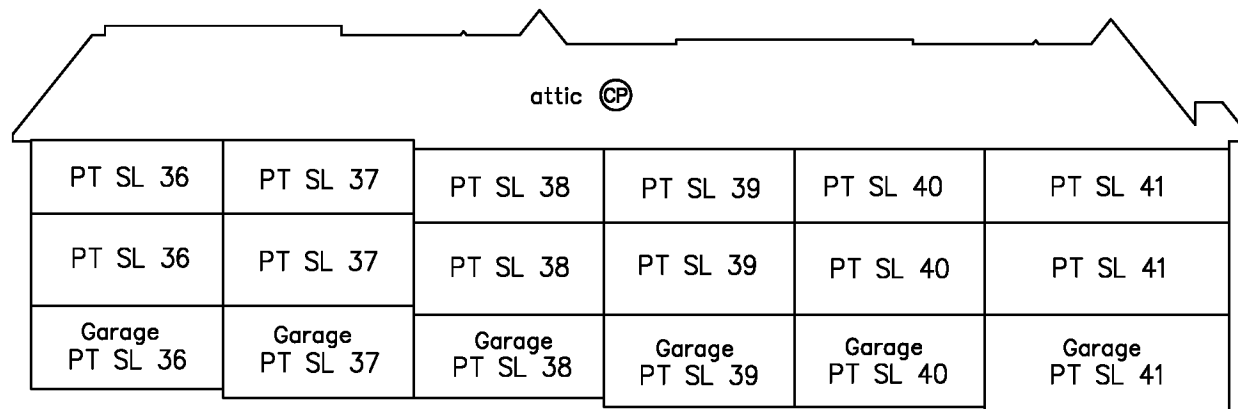 attic CP
PT SL 36 PT SL 37 PT SL 38 PT SL 39 PT SL 40 PT SL 41
PT SL 36 PT SL 37 PT SL 38 PT SL 39 PT SL 40 PT SL 41
Garage Garage Garage Garage Garage Garage
PT SL 36 PT SL 37 PT SL 38 PT SL 39 PT SL 40 PT SL 41